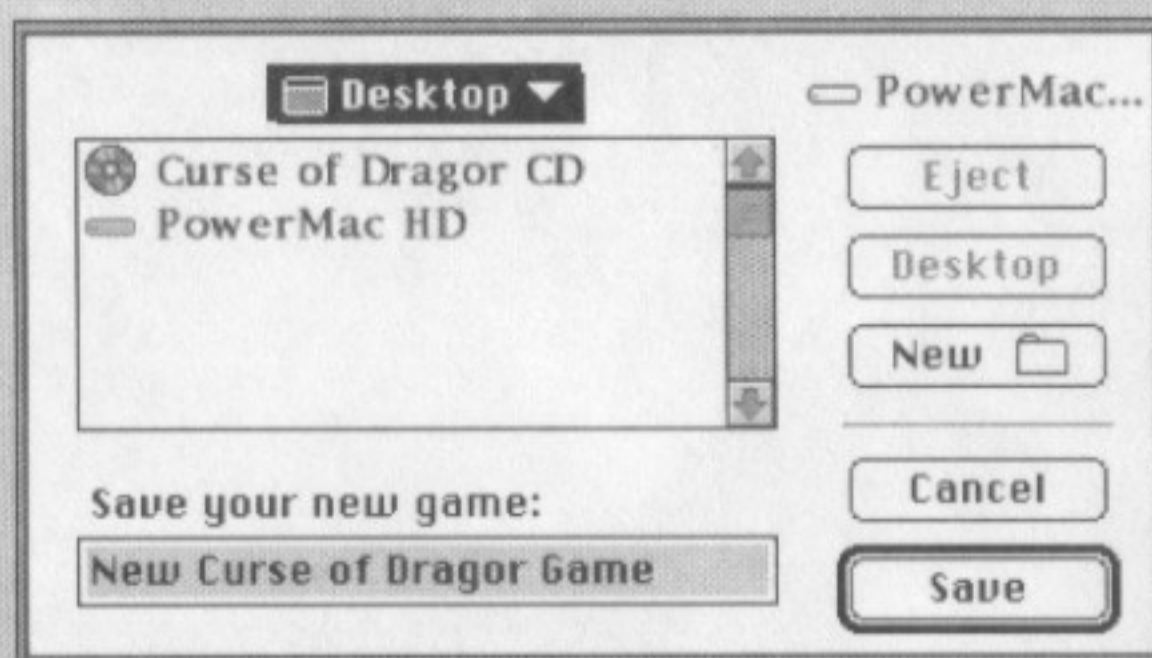 Desktop
PowerMac...
Curse of Dragor CD
PowerMac HD
Eject
Desktop
New
Cancel
Save your new game:
New Curse of Dragor Game
Save